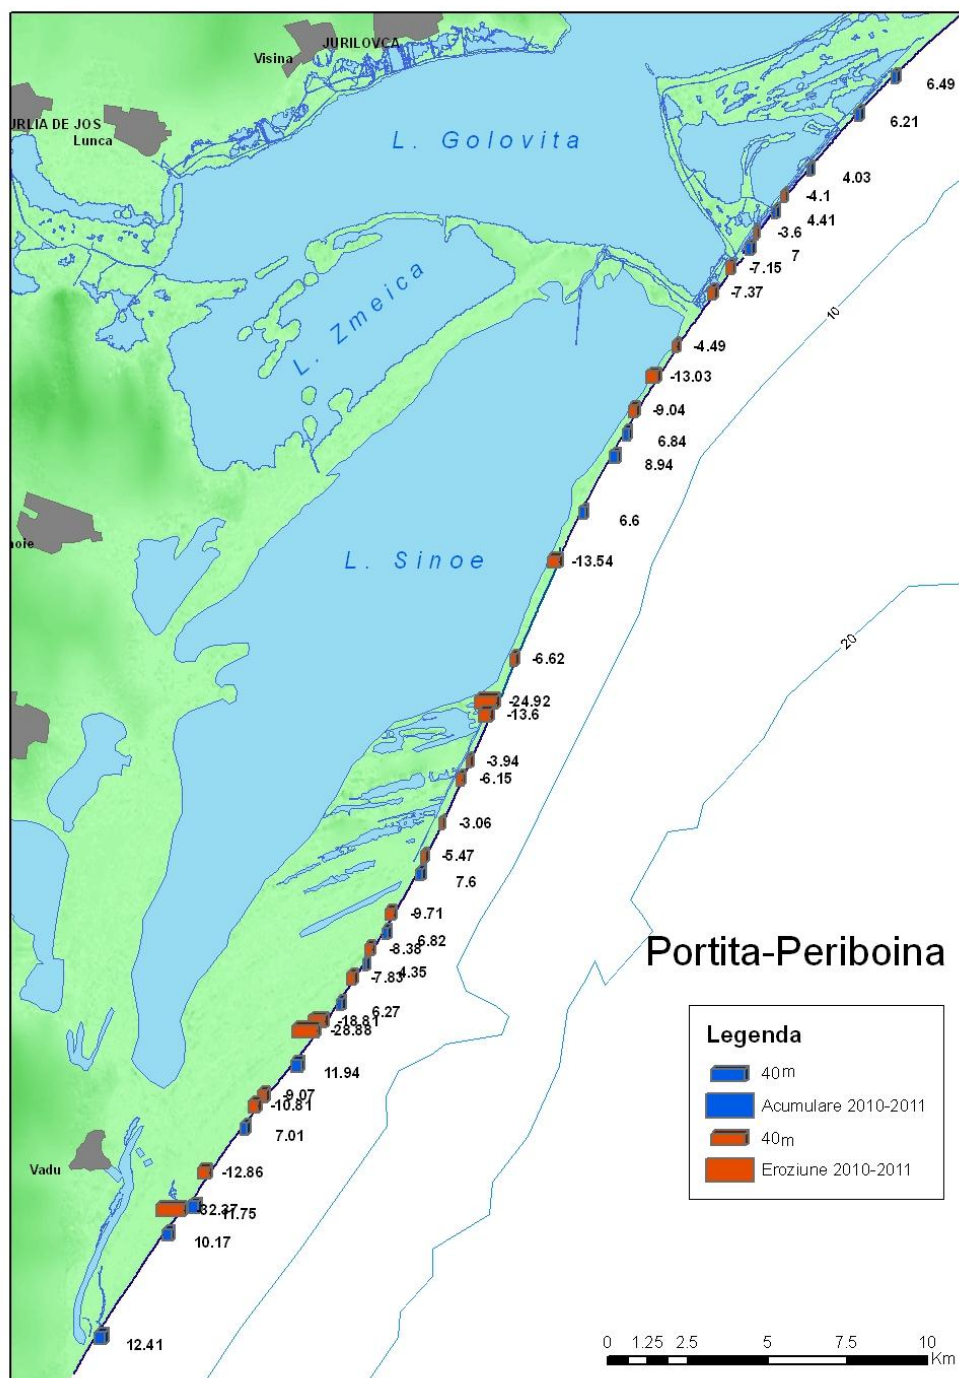 JURILOVCA
Visina
6.49
6.21
URLIA DE JOS
Lunca
L. Golovita
4.03
-4.1
4.41
-3.6
7
-7.15
-7.37
L. Zmeica
10
-4.49
-13.03
-9.04
6.84
8.94
6.6
noie
L. Sinoe
-13.54
20
-6.62
-24.92
-13.6
-3.94
-6.15
-3.06
-5.47
7.6
-9.71
6.82
-8.38
4.35
-7.83
Portita-Periboina
6.27
-18.81
-28.88
Legenda
40m
Acumulare 2010-2011
40m
Eroziune 2010-2011
11.94
-9.07
-10.81
7.01
Vadu
-12.86
-32.37
11.75
10.17
12.41
0 1.25 2.5 5 7.5 10
Km